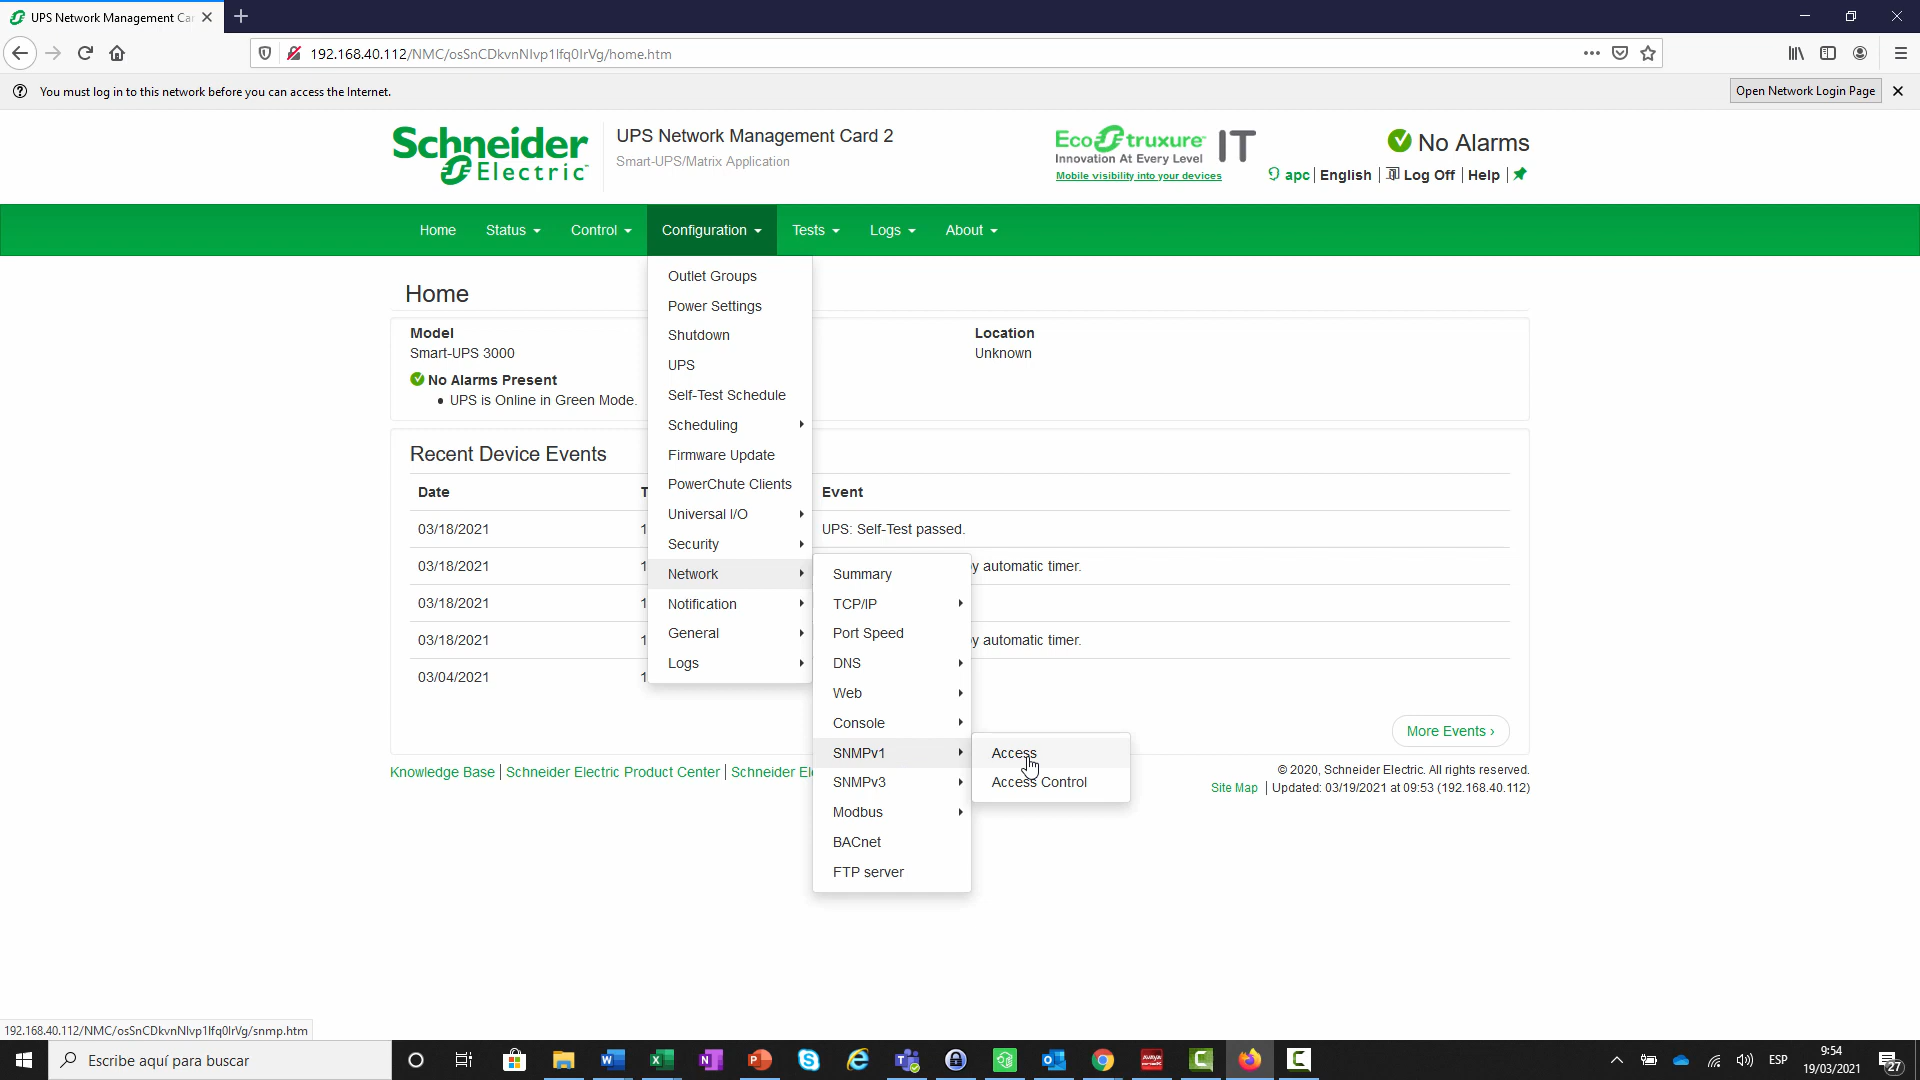 UPS Network Management Ca
192.168.40.112/NMC/osSnCDkvnNIvp1Ifq0IrVg/home.htm
You must log in to this network before you can access the Internet.
Open Network Login Page
Schneider
Electric
UPS Network Management Card 2
Smart-UPS/Matrix Application
EcoStruxure IT
Innovation At Every Level
Mobile visibility into your devices
No Alarms
apc | English | Log Off | Help |
Home Status Control Configuration Tests Logs About
Outlet Groups
Power Settings
Shutdown
UPS
Self-Test Schedule
Scheduling
Firmware Update
PowerChute Clients
Universal I/O
Security
Network
Notification
General
Logs
Summary
TCP/IP
Port Speed
DNS
Web
Console
SNMPv1
SNMPv3
Modbus
BACnet
FTP server
Access
Access Control
Home
Model
Smart-UPS 3000
Location
Unknown
No Alarms Present
• UPS is Online in Green Mode.
Recent Device Events
Date T Event
03/18/2021 1 UPS: Self-Test passed.
03/18/2021 1 y automatic timer.
03/18/2021 1
03/18/2021 1 y automatic timer.
03/04/2021 1
More Events ›
Knowledge Base | Schneider Electric Product Center | Schneider El
© 2020, Schneider Electric. All rights reserved.
Site Map | Updated: 03/19/2021 at 09:53 (192.168.40.112)
192.168.40.112/NMC/osSnCDkvnNIvp1Ifq0IrVg/snmp.htm
Escribe aquí para buscar
ESP
9:54
19/03/2021
27